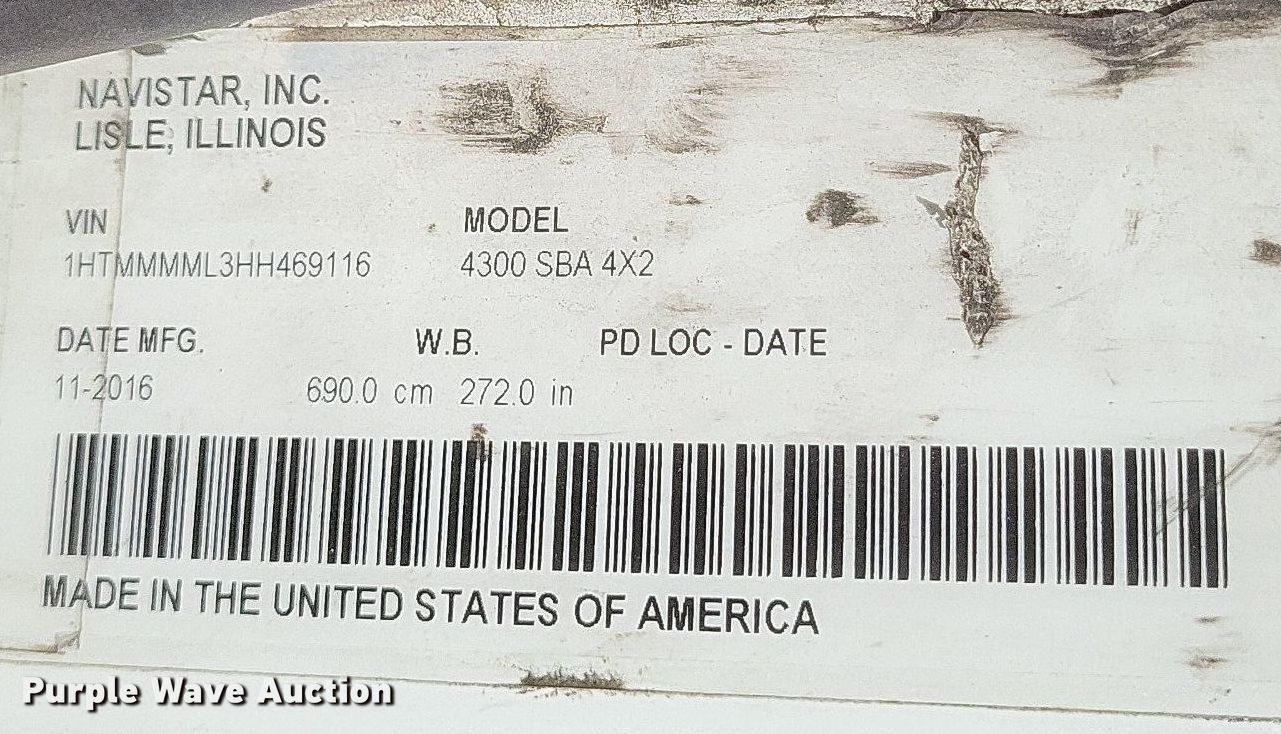 NAVISTAR, INC.
LISLE, ILLINOIS
VIN MODEL
1HTMMMML3HH469116 4300 SBA 4X2
DATE MFG. W.B. PD LOC - DATE
11-2016 690.0 cm 272.0 in
MADE IN THE UNITED STATES OF AMERICA
Purple Wave Auction